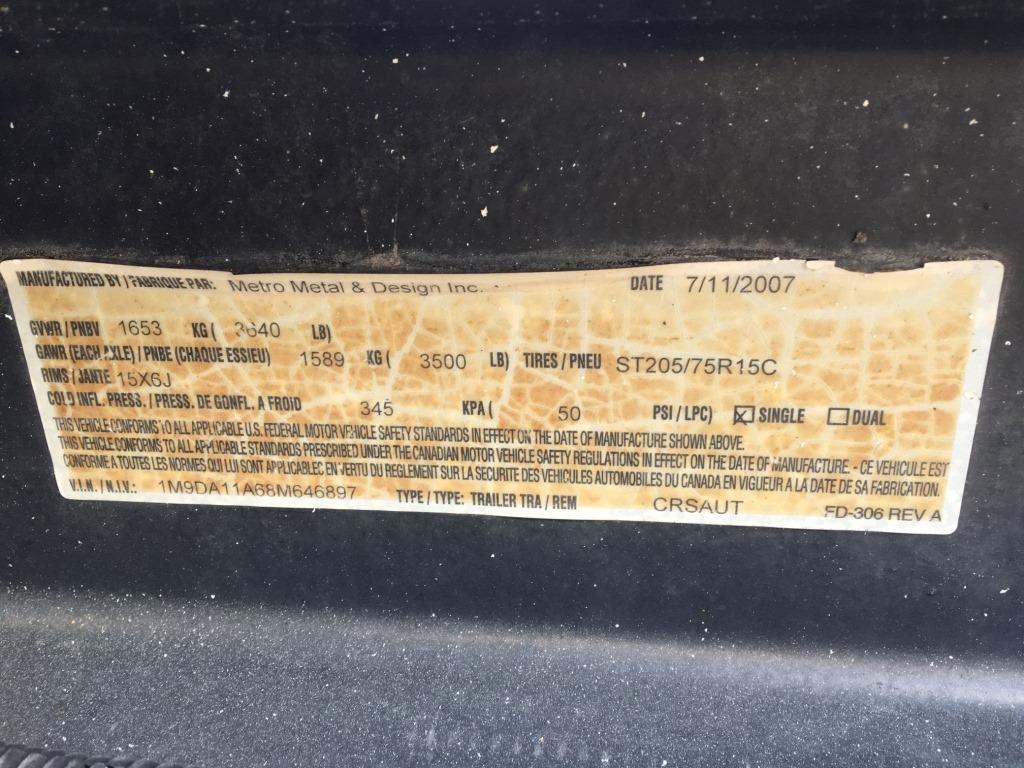 MANUFACTURED BY / FABRIQUE PAR: Metro Metal & Design Inc. DATE 7/11/2007
GVWR / PNBV 1653 KG ( 3640 LB)
GAWR (EACH AXLE) / PNBE (CHAQUE ESSIEU) 1589 KG ( 3500 LB) TIRES / PNEU ST205/75R15C
RIMS / JANTE 15X6J
COLD INFL. PRESS. / PRESS. DE GONFL. A FROID 345 KPA ( 50 PSI / LPC) ☒ SINGLE ☐ DUAL
THIS VEHICLE CONFORMS TO ALL APPLICABLE U.S. FEDERAL MOTOR VEHICLE SAFETY STANDARDS IN EFFECT ON THE DATE OF MANUFACTURE SHOWN ABOVE.
THIS VEHICLE CONFORMS TO ALL APPLICABLE STANDARDS PRESCRIBED UNDER THE CANADIAN MOTOR VEHICLE SAFETY REGULATIONS IN EFFECT ON THE DATE OF MANUFACTURE. - CE VEHICULE EST
CONFORME A TOUTES LES NORMES QUI LUI SONT APPLICABLEC EN VERTU DU REGLEMENT SUR LA SECURITE DES VEHICULES AUTOMOBILES DU CANADA EN VIGUEUR A LA DATE DE SA FABRICATION.
V.I.N. / N.I.V.: 1M9DA11A68M646897 TYPE / TYPE: TRAILER TRA / REM CRSAUT FD-306 REV A